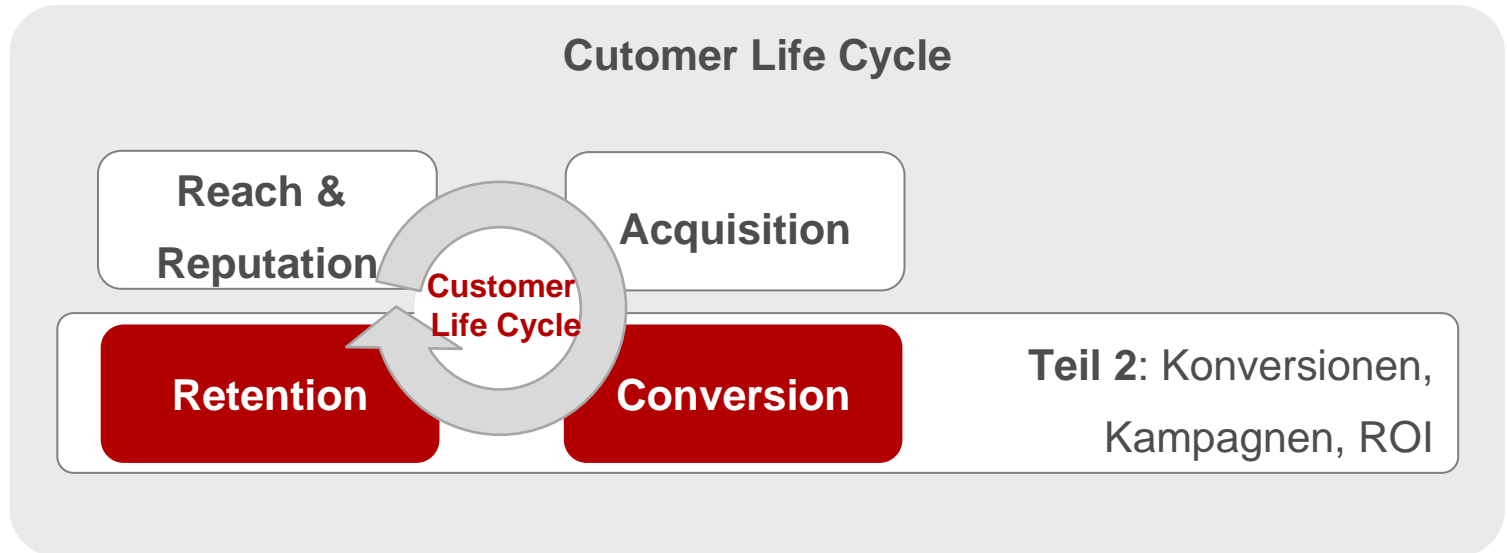 Cutomer Life Cycle
Reach &
Reputation
Acquisition
Customer
Life Cycle
Retention
Conversion
Teil 2: Konversionen,
Kampagnen, ROI